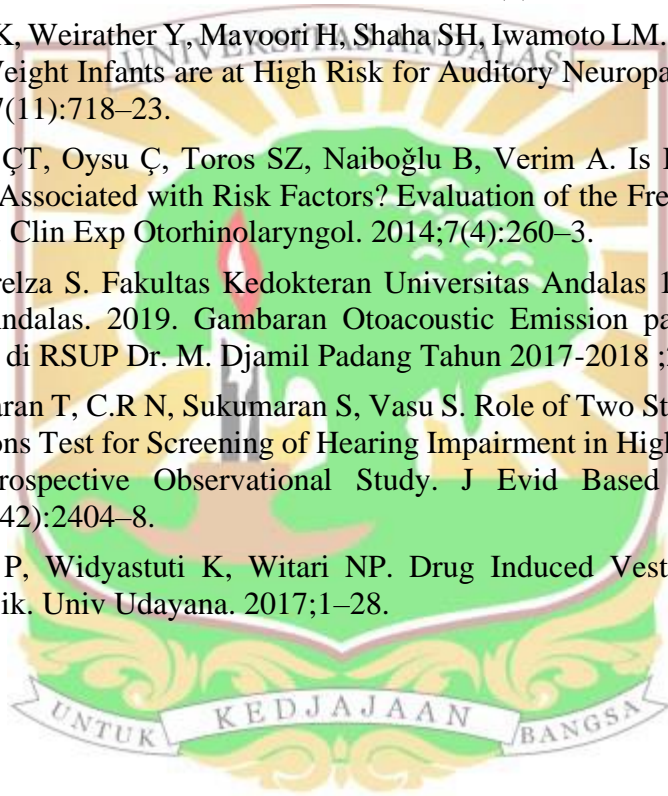 K, Weirather Y, Mavoori H, Shaha SH, Iwamoto LM.
UNIVERSITAS ANDALAS
Weight Infants are at High Risk for Auditory Neuropa
7(11):718–23.
ÇT, Oysu Ç, Toros SZ, Naiboğlu B, Verim A. Is
Associated with Risk Factors? Evaluation of the Fre
Clin Exp Otorhinolaryngol. 2014;7(4):260–3.
relza S. Fakultas Kedokteran Universitas Andalas 1
ndalas. 2019. Gambaran Otoacoustic Emission pa
di RSUP Dr. M. Djamil Padang Tahun 2017-2018 ;
aran T, C.R N, Sukumaran S, Vasu S. Role of Two St
ons Test for Screening of Hearing Impairment in High
rospective Observational Study. J Evid Based
42):2404–8.
P, Widyastuti K, Witari NP. Drug Induced Vest
ik. Univ Udayana. 2017;1–28.
UNTUK KEDJAJAAN BANGSA